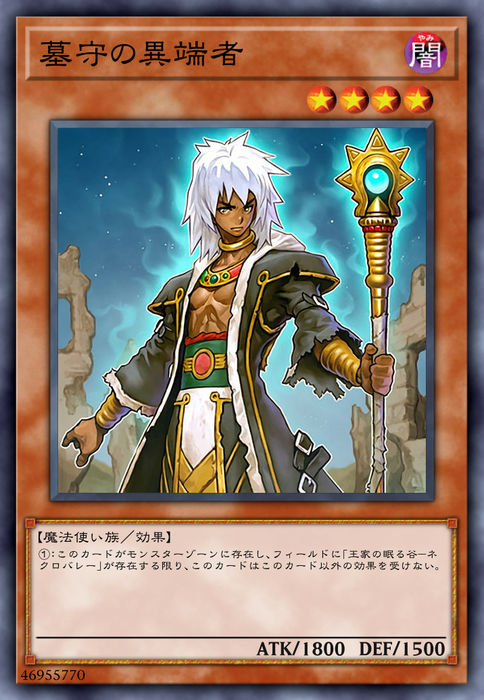 墓守の異端者
やみ
闇
【魔法使い族／効果】
①：このカードがモンスターゾーンに存在し、フィールドに「王家の眠る谷－ネ
クロバレー」が存在する限り、このカードはこのカード以外の効果を受けない。
ATK/1800 DEF/1500
46955770